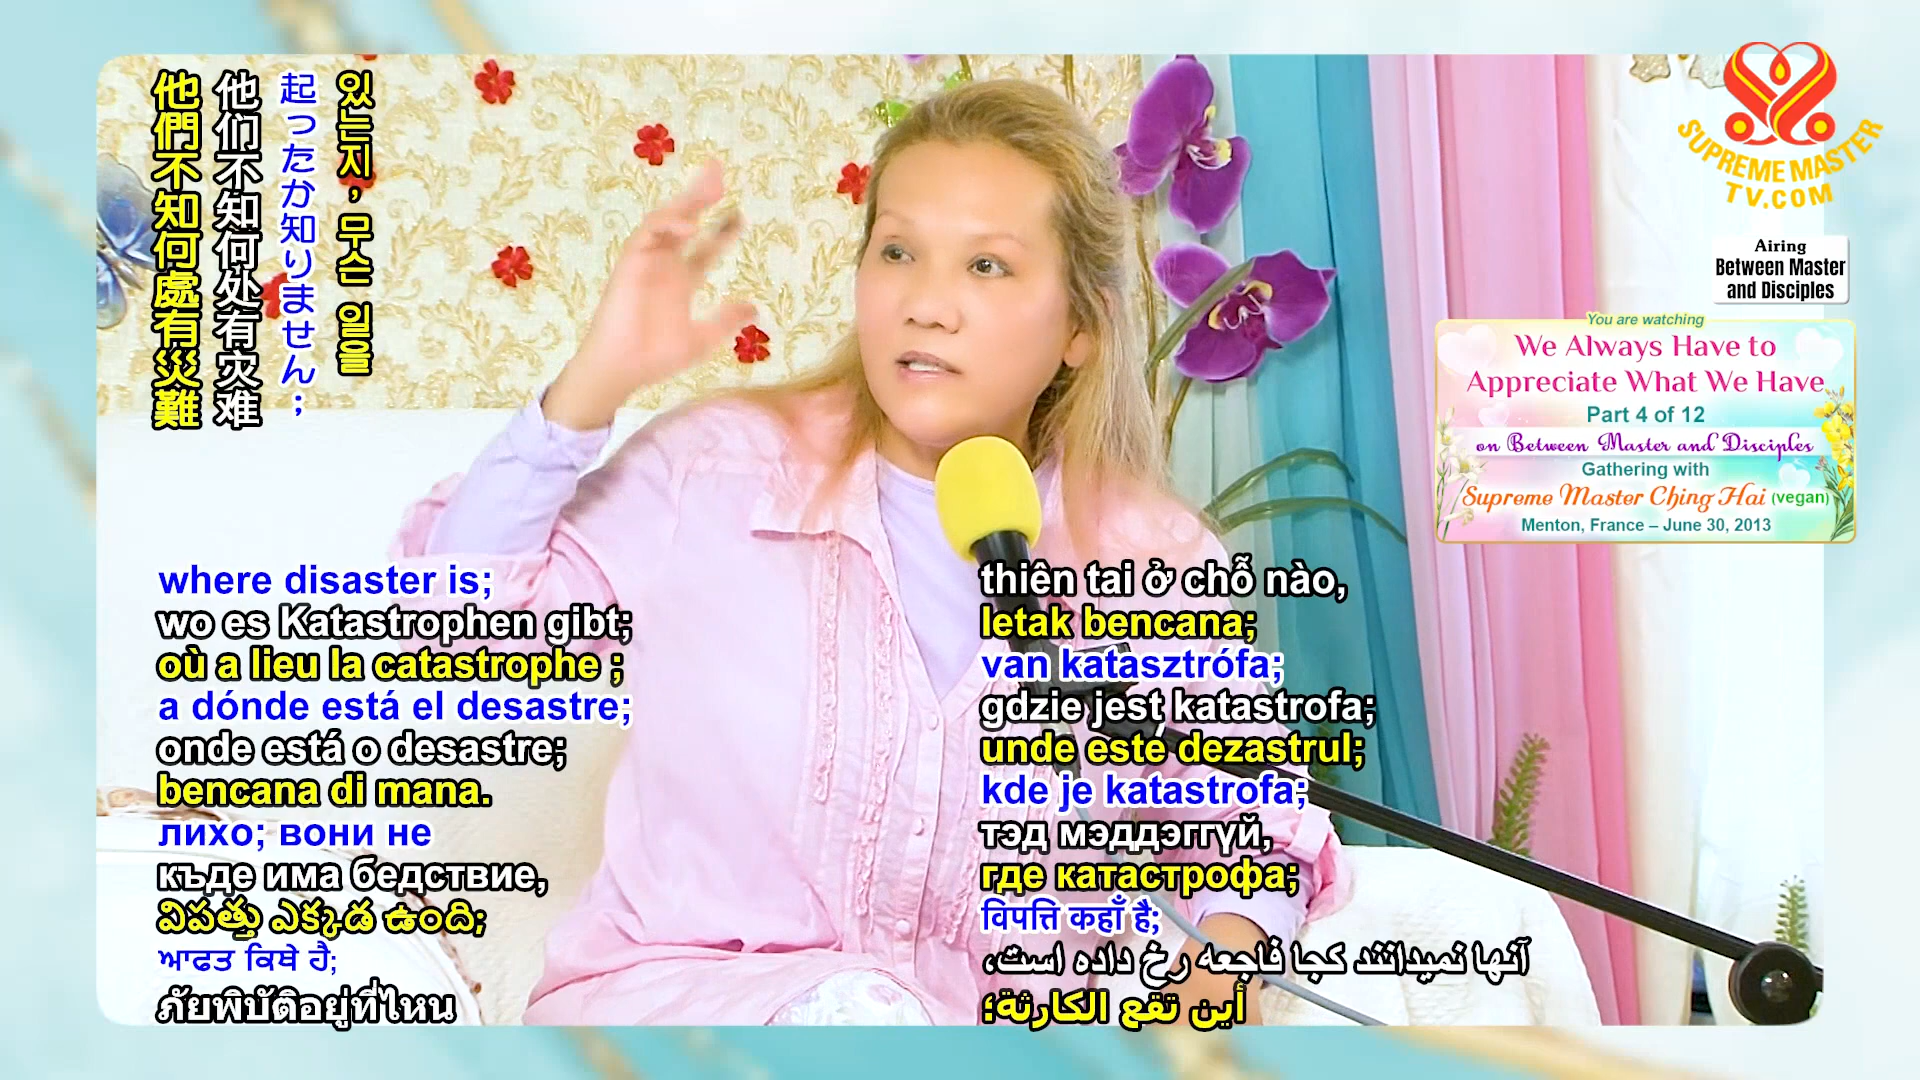 他們不知何處有災難
他们不知何处有灾难
起ったか知りません；
있는지, 무슨 일을
SUPREME MASTER
TV.COM
Airing
Between Master
and Disciples
You are watching
We Always Have to
Appreciate What We Have
Part 4 of 12
on Between Master and Disciples
Gathering with
Supreme Master Ching Hai (vegan)
Menton, France – June 30, 2013
where disaster is;
wo es Katastrophen gibt;
où a lieu la catastrophe ;
a dónde está el desastre;
onde está o desastre;
bencana di mana.
лихо; вони не
къде има бедствие,
విపత్తు ఎక్కడ ఉంది;
ਆਫਤ ਕਿਥੇ ਹੈ;
ภัยพิบัติอยู่ที่ไหน
thiên tai ở chỗ nào,
letak bencana;
van katasztrófa;
gdzie jest katastrofa;
unde este dezastrul;
kde je katastrofa;
тэд мэддэггүй,
где катастрофа;
विपत्ति कहाँ है;
آنها نمیدانند کجا فاجعه رخ داده است،
أين تقع الكارثة؛